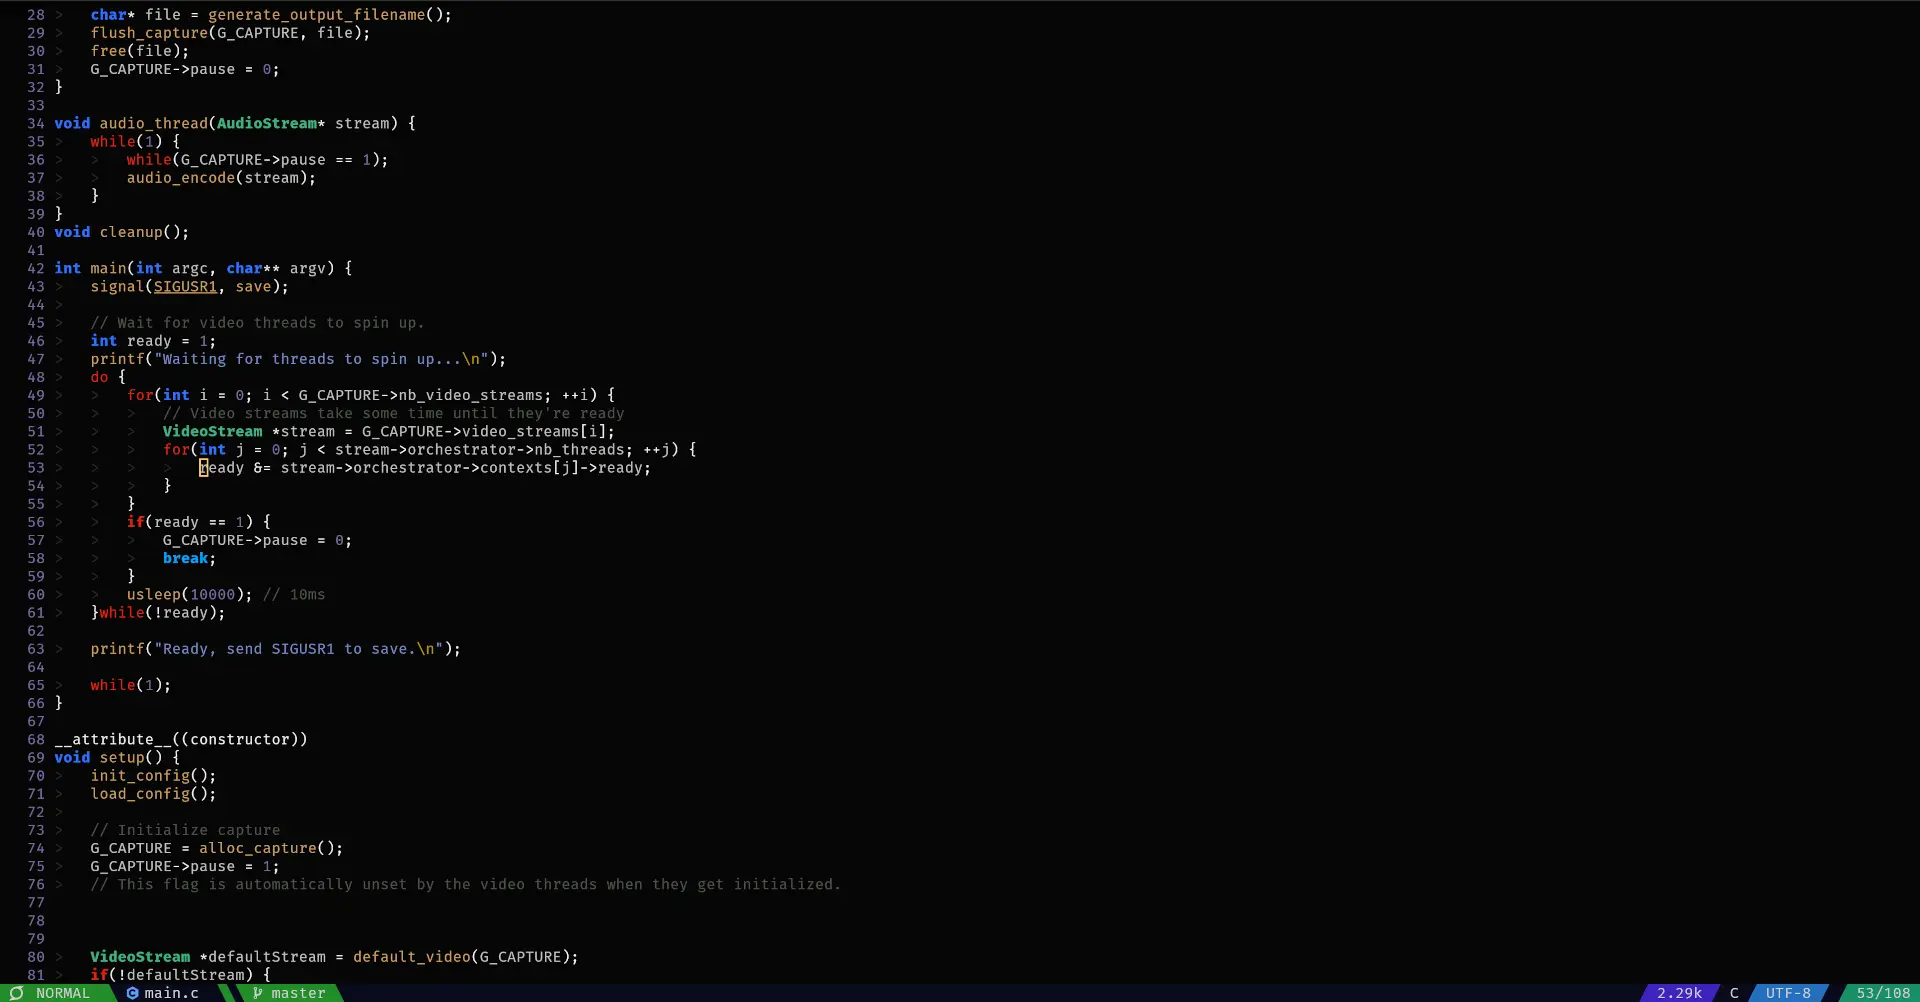 28 >   char* file = generate_output_filename();
29 >   flush_capture(G_CAPTURE, file);
30 >   free(file);
31 >   G_CAPTURE->pause = 0;
32 }
33
34 void audio_thread(AudioStream* stream) {
35 >   while(1) {
36 >   >   while(G_CAPTURE->pause == 1);
37 >   >   audio_encode(stream);
38 >   }
39 }
40 void cleanup();
41
42 int main(int argc, char** argv) {
43 >   signal(SIGUSR1, save);
44 >
45 >   // Wait for video threads to spin up.
46 >   int ready = 1;
47 >   printf("Waiting for threads to spin up...\n");
48 >   do {
49 >   >   for(int i = 0; i < G_CAPTURE->nb_video_streams; ++i) {
50 >   >   >   // Video streams take some time until they're ready
51 >   >   >   VideoStream *stream = G_CAPTURE->video_streams[i];
52 >   >   >   for(int j = 0; j < stream->orchestrator->nb_threads; ++j) {
53 >   >   >   >   ready &= stream->orchestrator->contexts[j]->ready;
54 >   >   >   }
55 >   >   }
56 >   >   if(ready == 1) {
57 >   >   >   G_CAPTURE->pause = 0;
58 >   >   >   break;
59 >   >   }
60 >   >   usleep(10000); // 10ms
61 >   }while(!ready);
62
63 >   printf("Ready, send SIGUSR1 to save.\n");
64
65 >   while(1);
66 }
67
68 __attribute__((constructor))
69 void setup() {
70 >   init_config();
71 >   load_config();
72 >
73 >   // Initialize capture
74 >   G_CAPTURE = alloc_capture();
75 >   G_CAPTURE->pause = 1;
76 >   // This flag is automatically unset by the video threads when they get initialized.
77
78
79
80 >   VideoStream *defaultStream = default_video(G_CAPTURE);
81 >   if(!defaultStream) {
NORMAL main.c master 2.29k C UTF-8 53/108